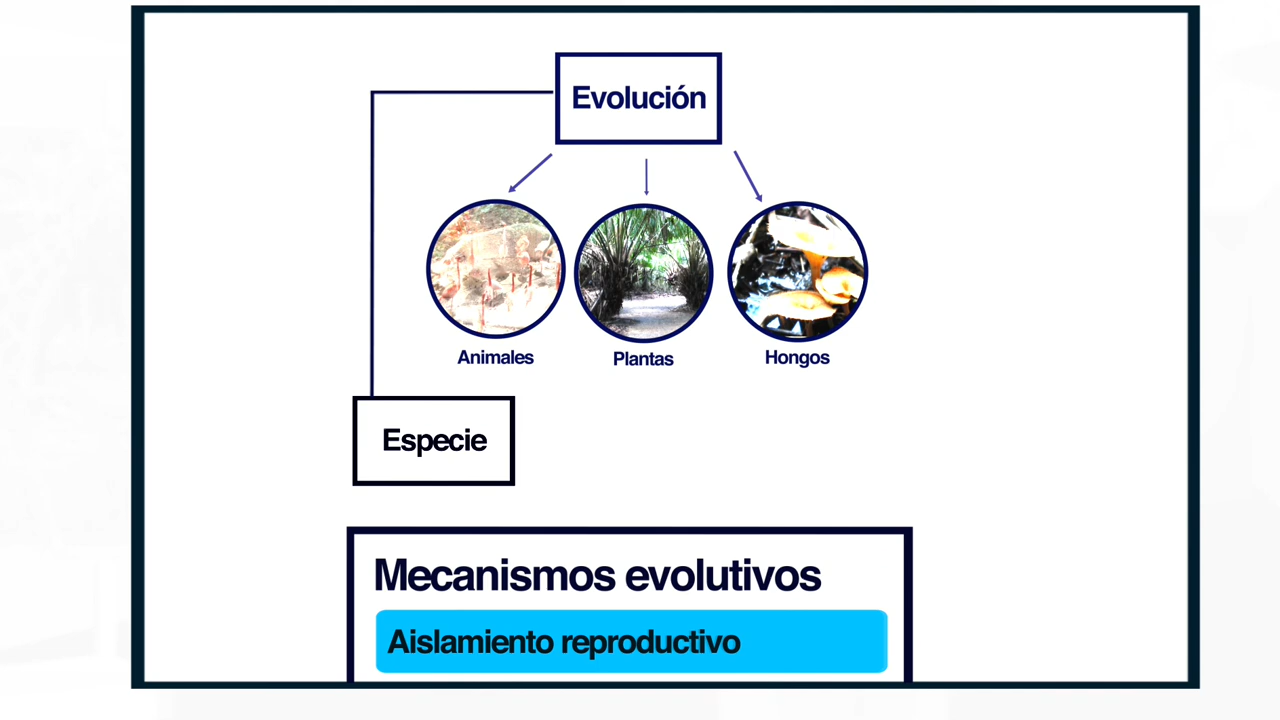 Evolución
Animales
Plantas
Hongos
Especie
Mecanismos evolutivos
Aislamiento reproductivo